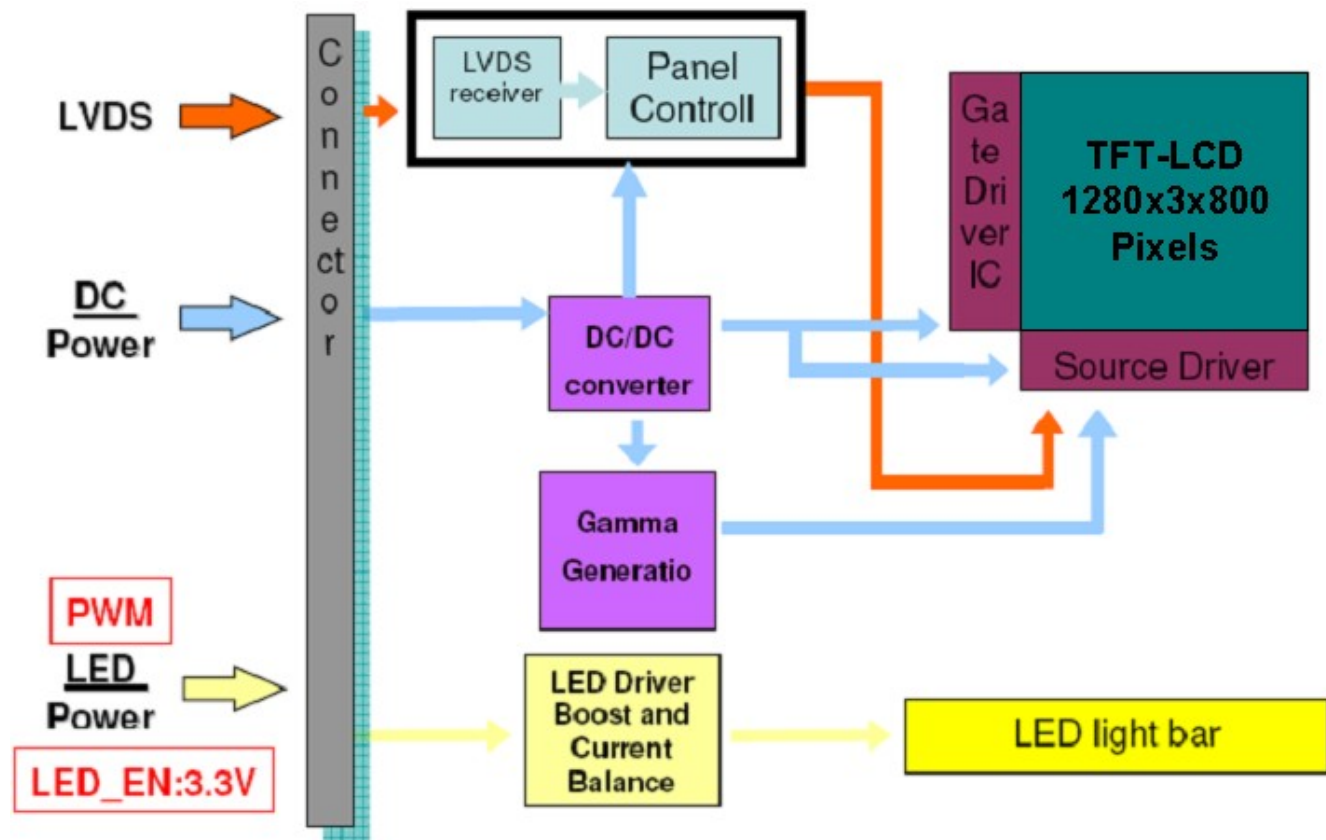 LVDS
Connector
LVDS
receiver
Panel
Controll
Ga
te
Dri
ver
IC
TFT-LCD
1280x3x800
Pixels
Source Driver
DC
Power
DC/DC
converter
Gamma
Generatio
PWM
LED
Power
LED_EN:3.3V
LED Driver
Boost and
Current
Balance
LED light bar